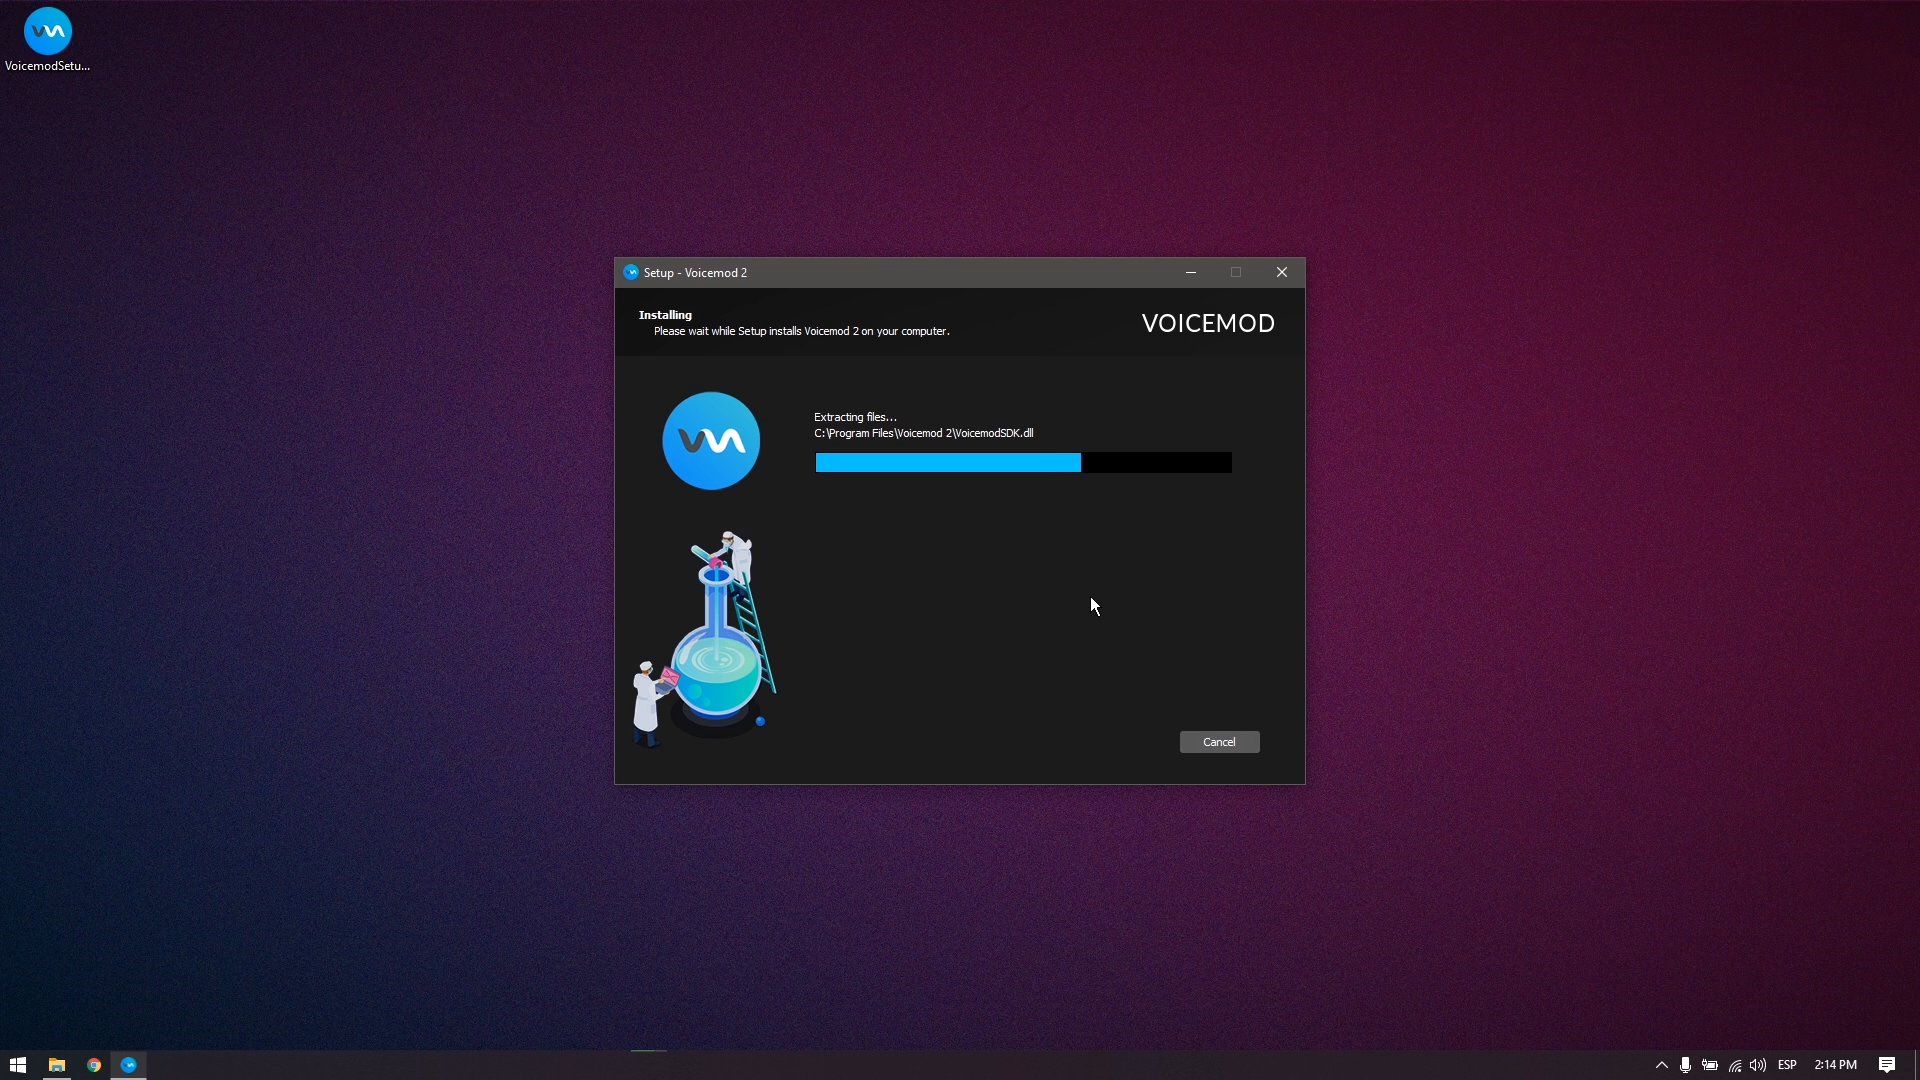 VoicemodSetu...
Setup - Voicemod 2
Installing
Please wait while Setup installs Voicemod 2 on your computer.
VOICEMOD
Extracting files...
C:\Program Files\Voicemod 2\VoicemodSDK.dll
Cancel
ESP
2:14 PM